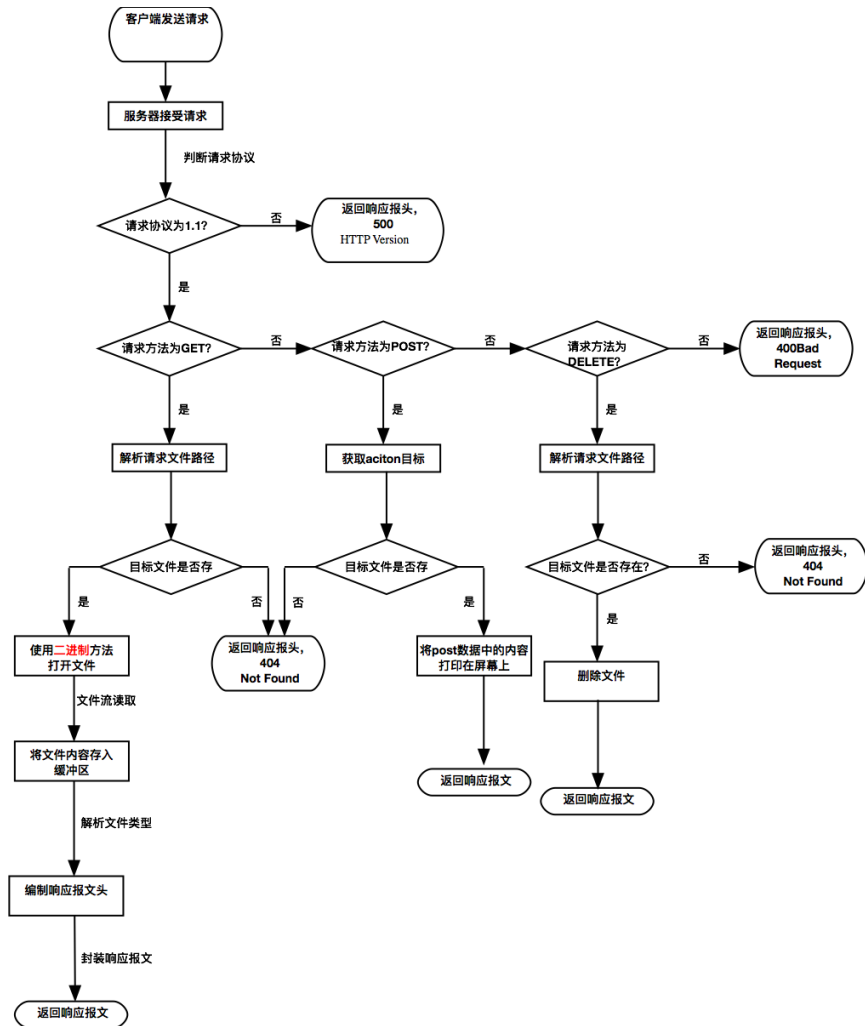 客户端发送请求
服务器接受请求
判断请求协议
请求协议为1.1?
否
返回响应报头，
500
HTTP Version
是
请求方法为GET?
否
请求方法为POST?
否
请求方法为
DELETE?
否
返回响应报头，
400Bad
Request
是
是
是
解析请求文件路径
获取aciton目标
解析请求文件路径
目标文件是否存
目标文件是否存
目标文件是否存在?
否
返回响应报头，
404
Not Found
是
否
否
是
是
使用二进制方法
打开文件
返回响应报头，
404
Not Found
将post数据中的内容
打印在屏幕上
删除文件
文件流读取
将文件内容存入
缓冲区
返回响应报文
返回响应报文
解析文件类型
编制响应报文头
封装响应报文
返回响应报文